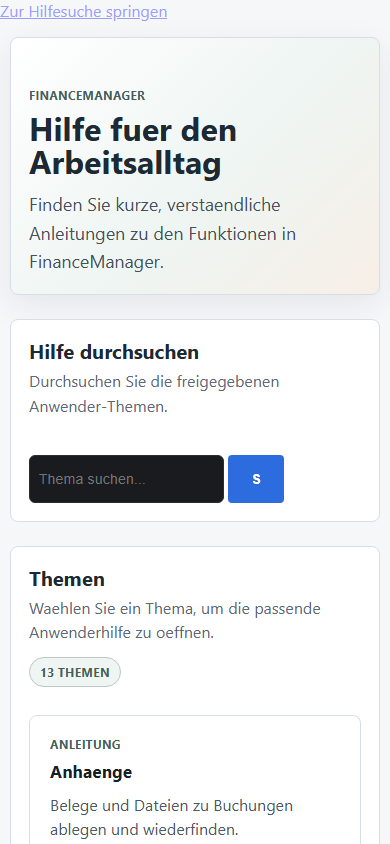 Zur Hilfesuche springen
FINANCEMANAGER
Hilfe fuer den
Arbeitsalltag
Finden Sie kurze, verstaendliche
Anleitungen zu den Funktionen in
FinanceManager.
Hilfe durchsuchen
Durchsuchen Sie die freigegebenen
Anwender-Themen.
Thema suchen...
S
Themen
Waehlen Sie ein Thema, um die passende
Anwenderhilfe zu oeffnen.
13 THEMEN
ANLEITUNG
Anhaenge
Belege und Dateien zu Buchungen
ablegen und wiederfinden.